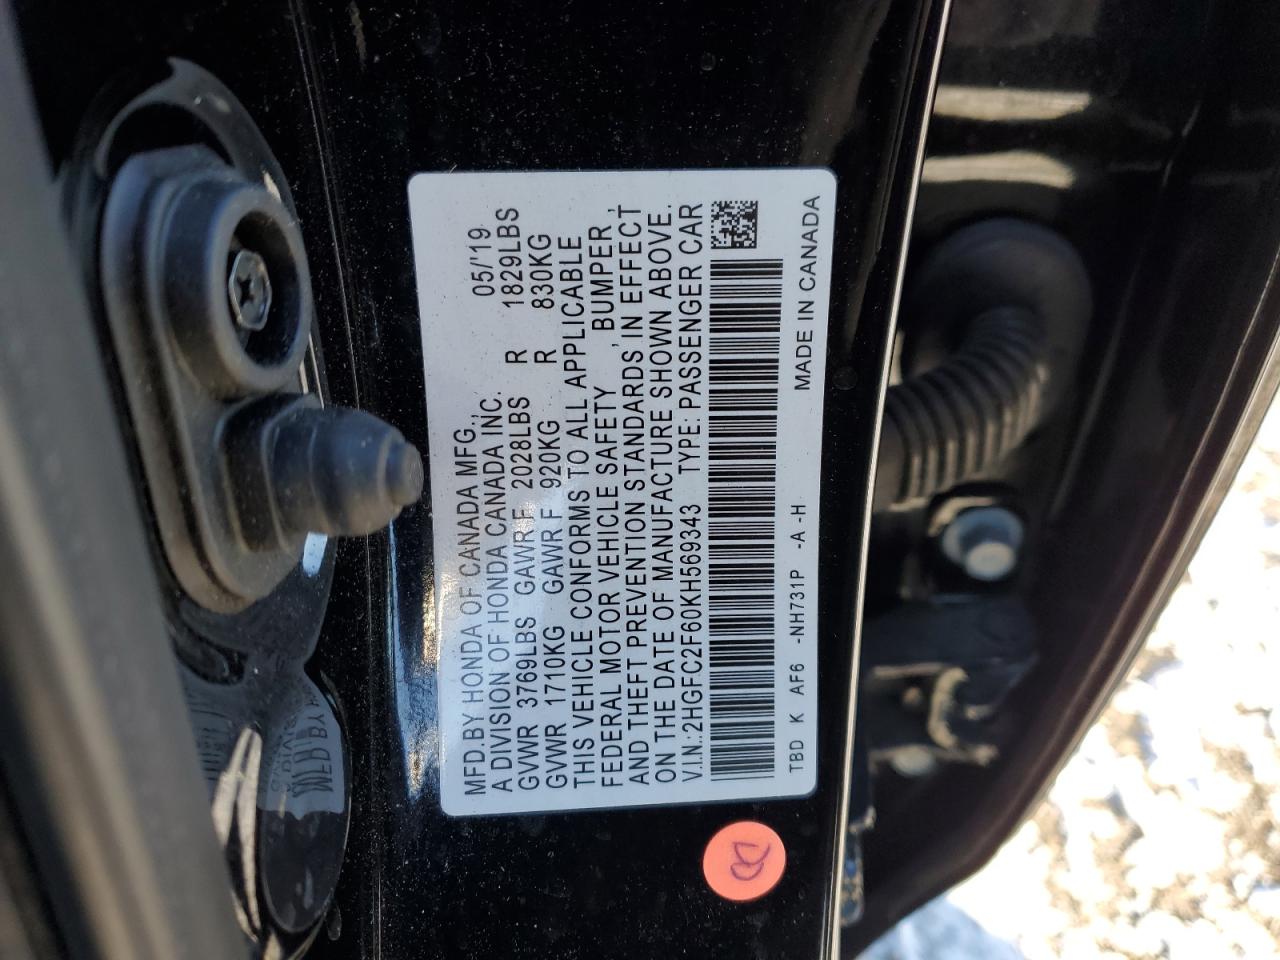 MFD.BY HONDA OF CANADA MFG.,
A DIVISION OF HONDA CANADA INC. 05/'19
GVWR 3769LBS GAWR F 2028LBS R 1829LBS
GVWR 1710KG GAWR F 920KG R 830KG
THIS VEHICLE CONFORMS TO ALL APPLICABLE
FEDERAL MOTOR VEHICLE SAFETY , BUMPER ,
AND THEFT PREVENTION STANDARDS IN EFFECT
ON THE DATE OF MANUFACTURE SHOWN ABOVE.
V.I.N.:2HGFC2F60KH569343 TYPE: PASSENGER CAR
TBD K AF6 -NH731P -A -H MADE IN CANADA